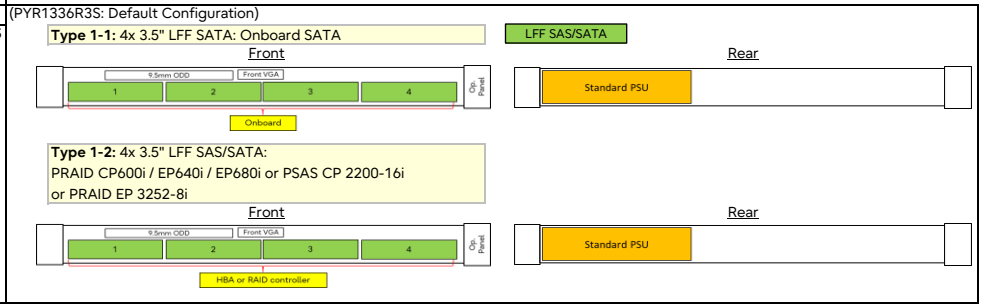 (PYR1336R3S: Default Configuration)
Type 1-1: 4x 3.5" LFF SATA: Onboard SATA
LFF SAS/SATA
Front
Rear
9.5mm ODD
Front VGA
Op. Panel
1 2 3 4
Standard PSU
Onboard
Type 1-2: 4x 3.5" LFF SAS/SATA:
PRAID CP600i / EP640i / EP680i or PSAS CP 2200-16i
or PRAID EP 3252-8i
Front
Rear
9.5mm ODD
Front VGA
Op. Panel
1 2 3 4
Standard PSU
HBA or RAID controller